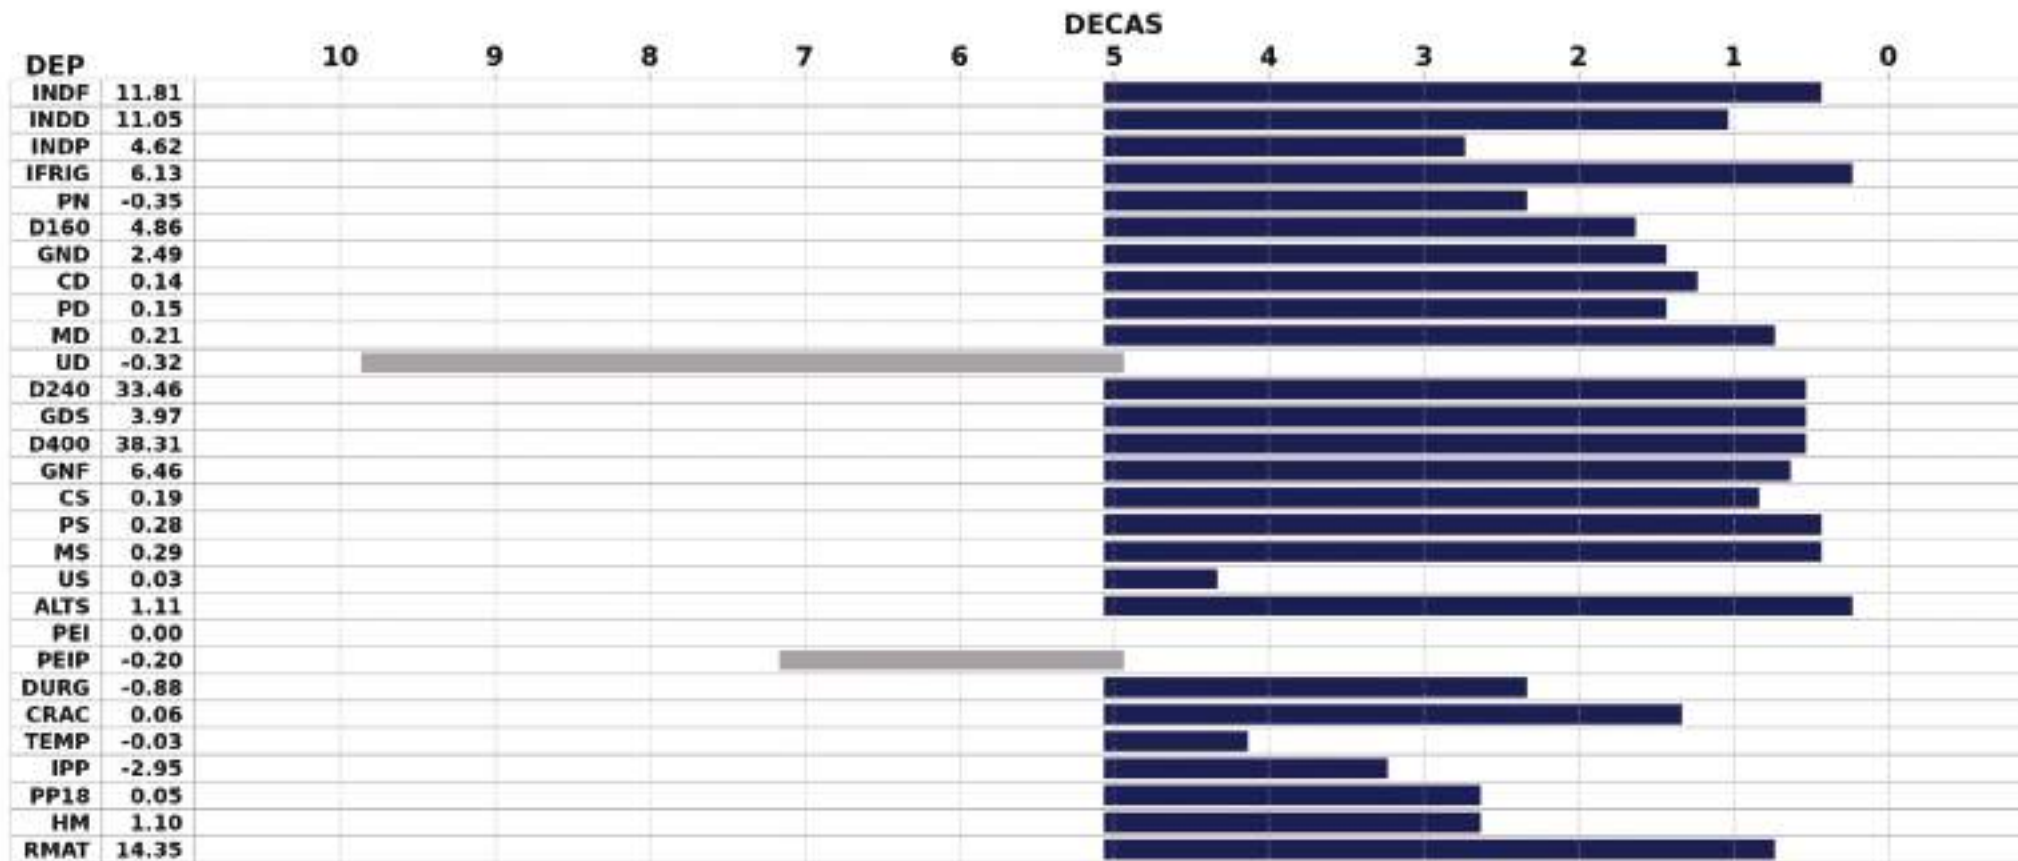 DECAS
DEP 10 9 8 7 6 5 4 3 2 1 0
INDF 11.81
INDD 11.05
INDP 4.62
IFRIG 6.13
PN -0.35
D160 4.86
GND 2.49
CD 0.14
PD 0.15
MD 0.21
UD -0.32
D240 33.46
GDS 3.97
D400 38.31
GNF 6.46
CS 0.19
PS 0.28
MS 0.29
US 0.03
ALTS 1.11
PEI 0.00
PEIP -0.20
DURG -0.88
CRAC 0.06
TEMP -0.03
IPP -2.95
PP18 0.05
HM 1.10
RMAT 14.35